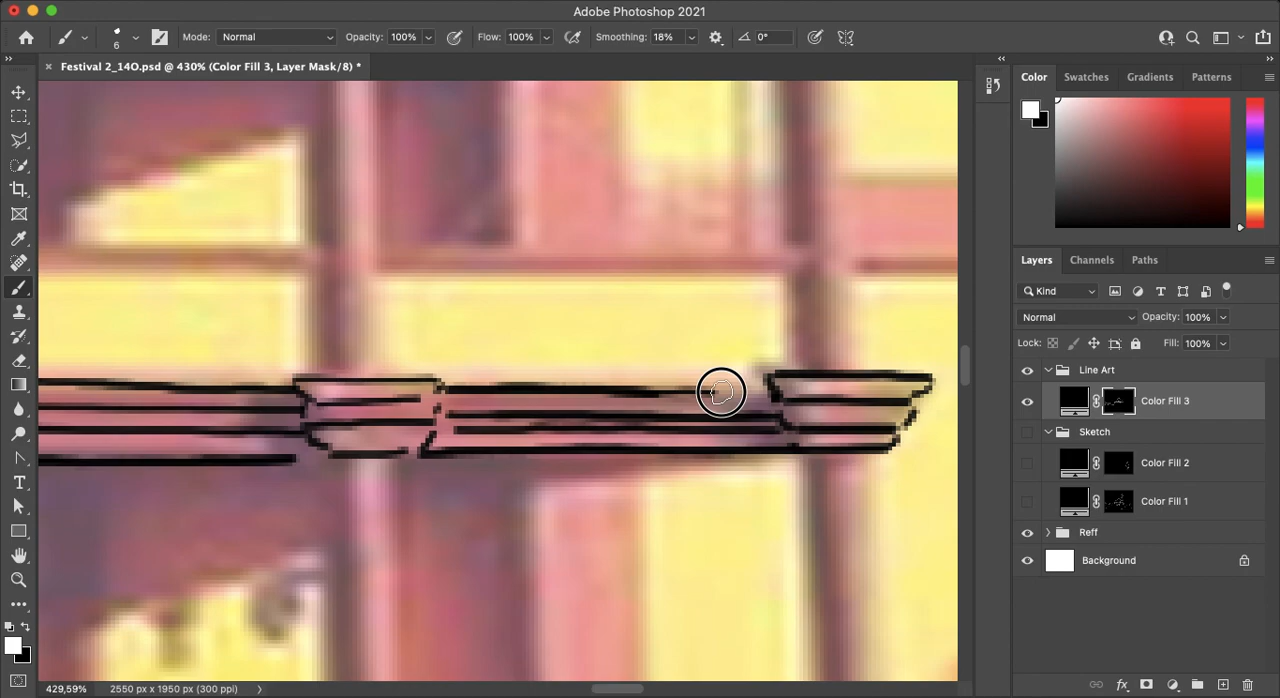 Adobe Photoshop 2021
6 Mode: Normal Opacity: 100% Flow: 100% Smoothing: 18% 0°
Festival 2_14O.psd @ 430% (Color Fill 3, Layer Mask/8) *
Color Swatches Gradients Patterns
Layers Channels Paths
Kind
Normal Opacity: 100%
Lock: Fill: 100%
Line Art
Color Fill 3
Sketch
Color Fill 2
Color Fill 1
Reff
Background
429,59% 2550 px x 1950 px (300 ppi)